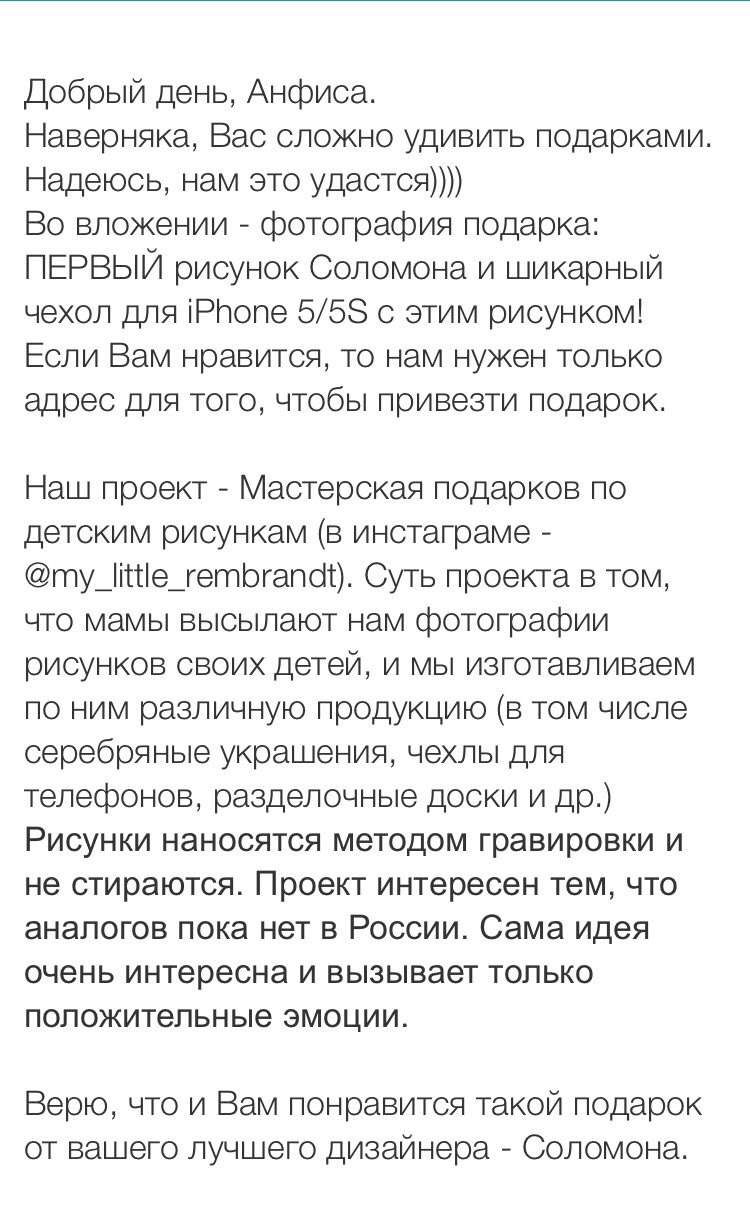 Добрый день, Анфиса.
Наверняка, Вас сложно удивить подарками.
Надеюсь, нам это удастся))))
Во вложении - фотография подарка:
ПЕРВЫЙ рисунок Соломона и шикарный
чехол для iPhone 5/5S с этим рисунком!
Если Вам нравится, то нам нужен только
адрес для того, чтобы привезти подарок.

Наш проект - Мастерская подарков по
детским рисункам (в инстаграме -
@my_little_rembrandt). Суть проекта в том,
что мамы высылают нам фотографии
рисунков своих детей, и мы изготавливаем
по ним различную продукцию (в том числе
серебряные украшения, чехлы для
телефонов, разделочные доски и др.)
Рисунки наносятся методом гравировки и
не стираются. Проект интересен тем, что
аналогов пока нет в России. Сама идея
очень интересна и вызывает только
положительные эмоции.

Верю, что и Вам понравится такой подарок
от вашего лучшего дизайнера - Соломона.